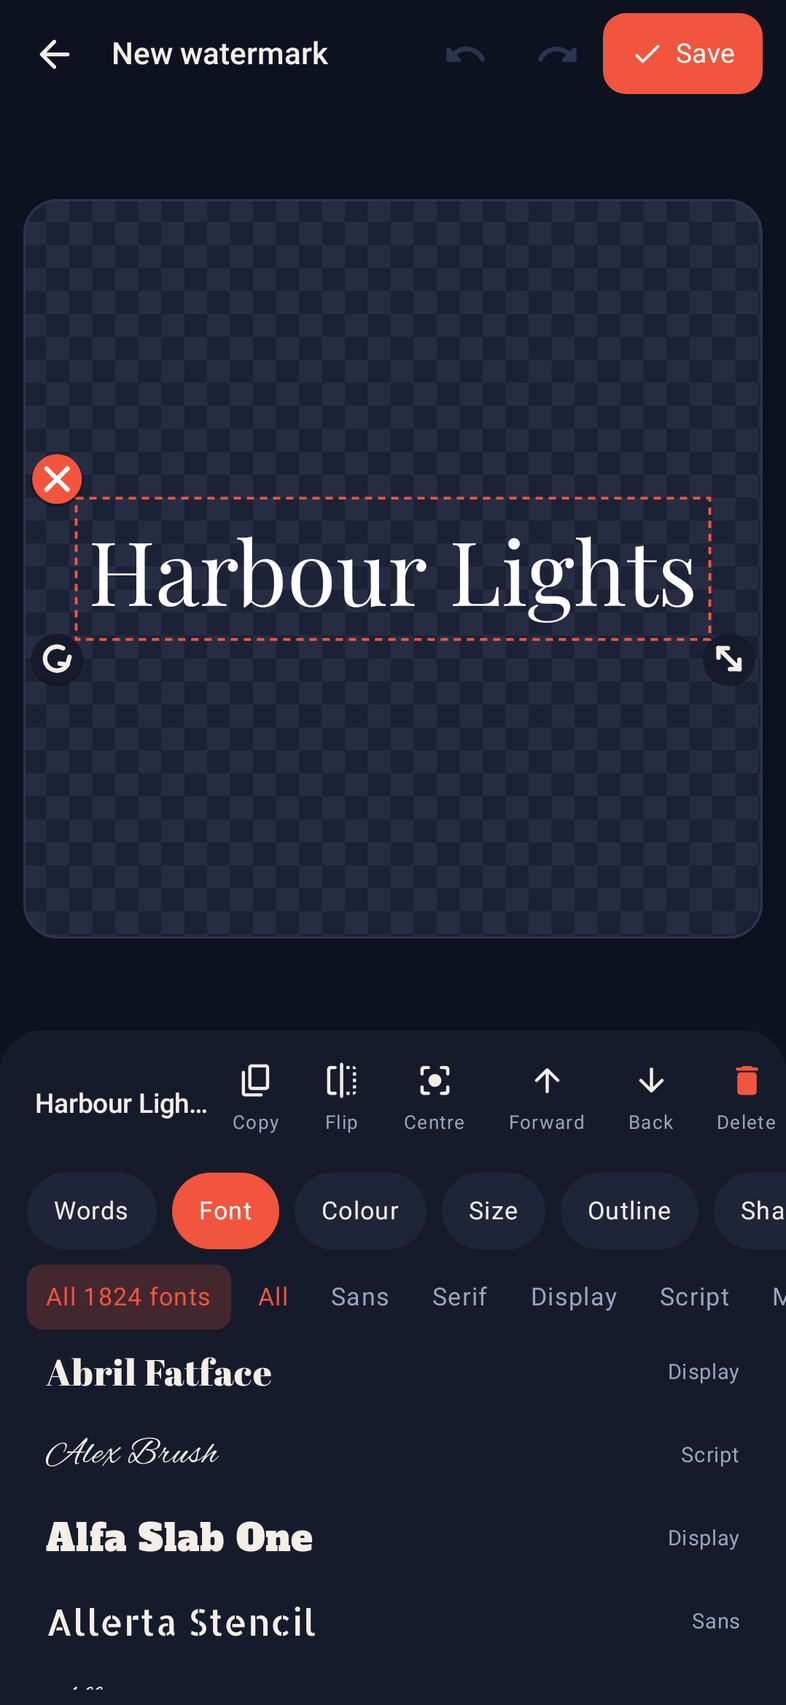 New watermark
Save
Harbour Lights
Harbour Ligh...
Copy
Flip
Centre
Forward
Back
Delete
Words
Font
Colour
Size
Outline
Sha
All 1824 fonts
All
Sans
Serif
Display
Script
Abril Fatface
Display
Alex Brush
Script
Alfa Slab One
Display
Allerta Stencil
Sans